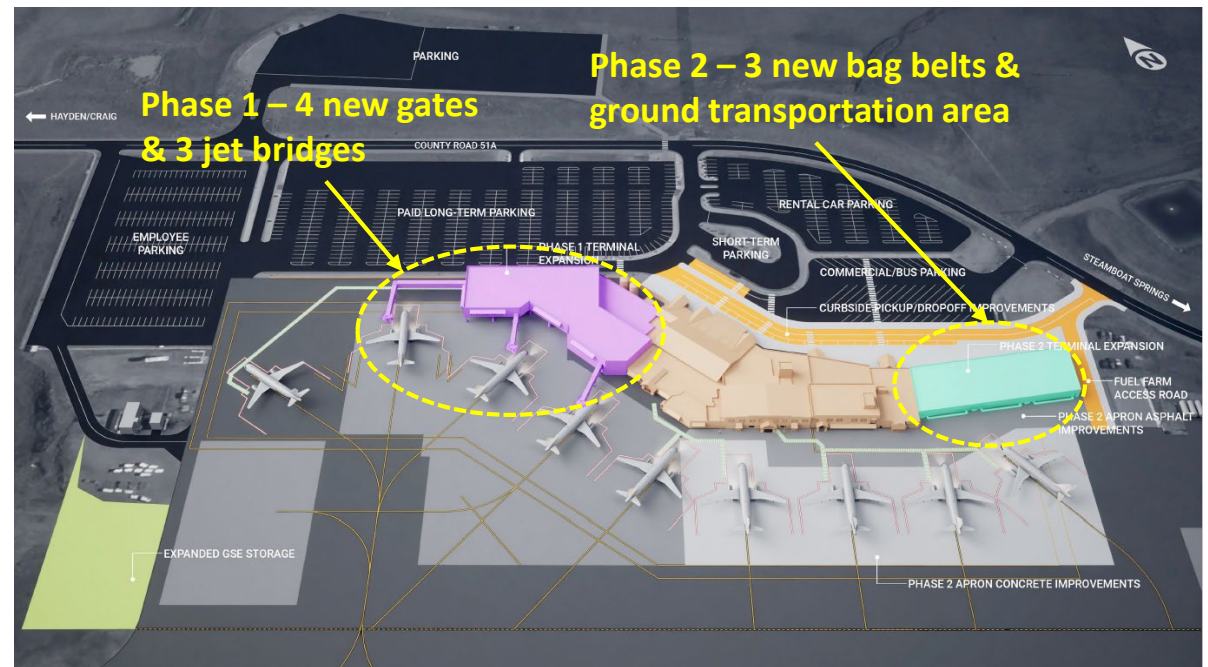 PARKING
Phase 2 – 3 new bag belts &
ground transportation area
N
Phase 1 – 4 new gates
& 3 jet bridges
HAYDEN/CRAIG
COUNTY ROAD 51A
PAID LONG-TERM PARKING
RENTAL CAR PARKING
EMPLOYEE
PARKING
PHASE 1 TERMINAL
EXPANSION
SHORT-TERM
PARKING
COMMERCIAL/BUS PARKING
STEAMBOAT SPRINGS
CURBSIDE PICKUP/DROPOFF IMPROVEMENTS
PHASE 2 TERMINAL EXPANSION
FUEL FARM
ACCESS ROAD
PHASE 2 APRON ASPHALT
IMPROVEMENTS
EXPANDED GSE STORAGE
PHASE 2 APRON CONCRETE IMPROVEMENTS